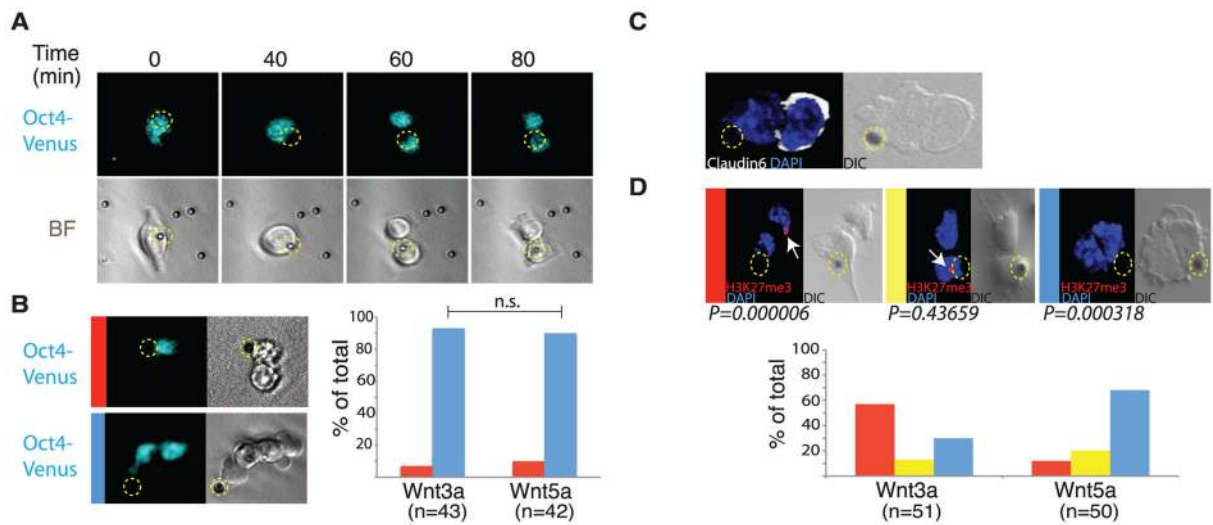 A
Time
(min)
0
40
60
80
Oct4-
Venus
BF
B
Oct4-
Venus
Oct4-
Venus
% of total
100
80
60
40
20
n.s.
Wnt3a
(n=43)
Wnt5a
(n=42)
C
Claudin6 DAPI
DIC
D
H3K27me3
DAPI
DIC
H3K27me3
DAPI
DIC
H3K27me3
DAPI
DIC
P=0.000006
P=0.43659
P=0.000318
% of total
100
80
60
40
20
Wnt3a
(n=51)
Wnt5a
(n=50)